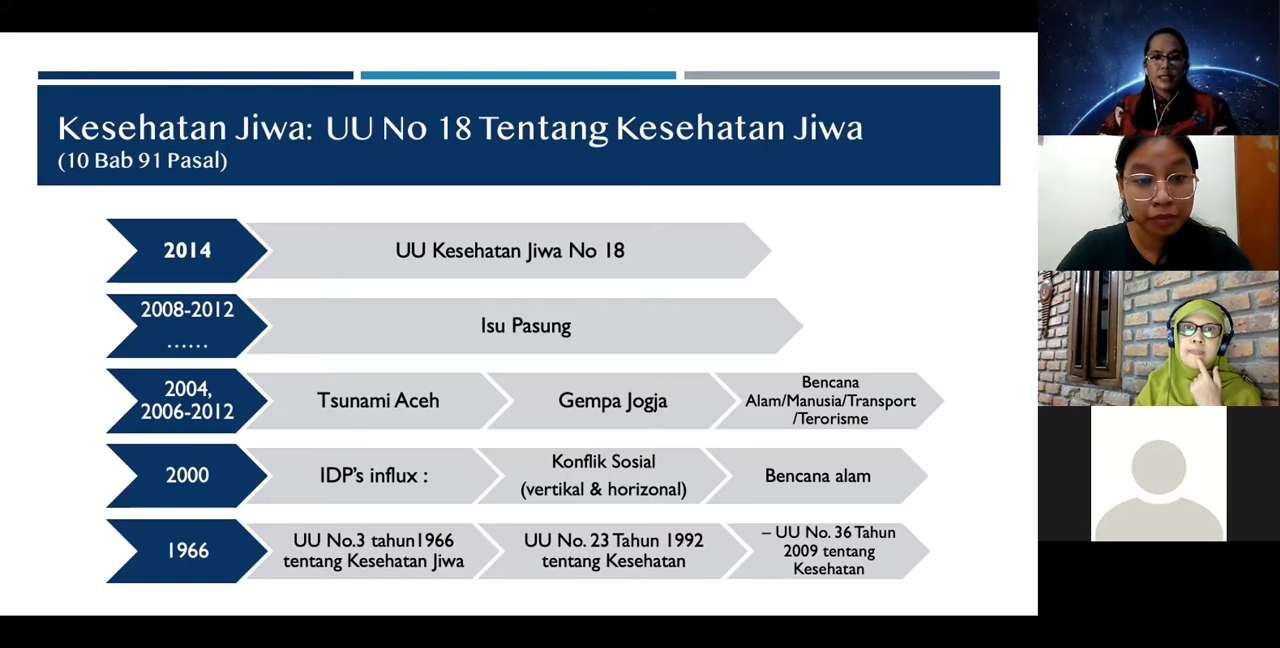 Kesehatan Jiwa: UU No 18 Tentang Kesehatan Jiwa
(10 Bab 91 Pasal)
2014
UU Kesehatan Jiwa No 18
2008-2012
......
Isu Pasung
2004,
2006-2012
Tsunami Aceh
Gempa Jogja
Bencana
Alam/Manusia/Transport
/Terorisme
2000
IDP's influx :
Konflik Sosial
(vertikal & horizonal)
Bencana alam
1966
UU No.3 tahun1966
tentang Kesehatan Jiwa
UU No. 23 Tahun 1992
tentang Kesehatan
– UU No. 36 Tahun
2009 tentang
Kesehatan